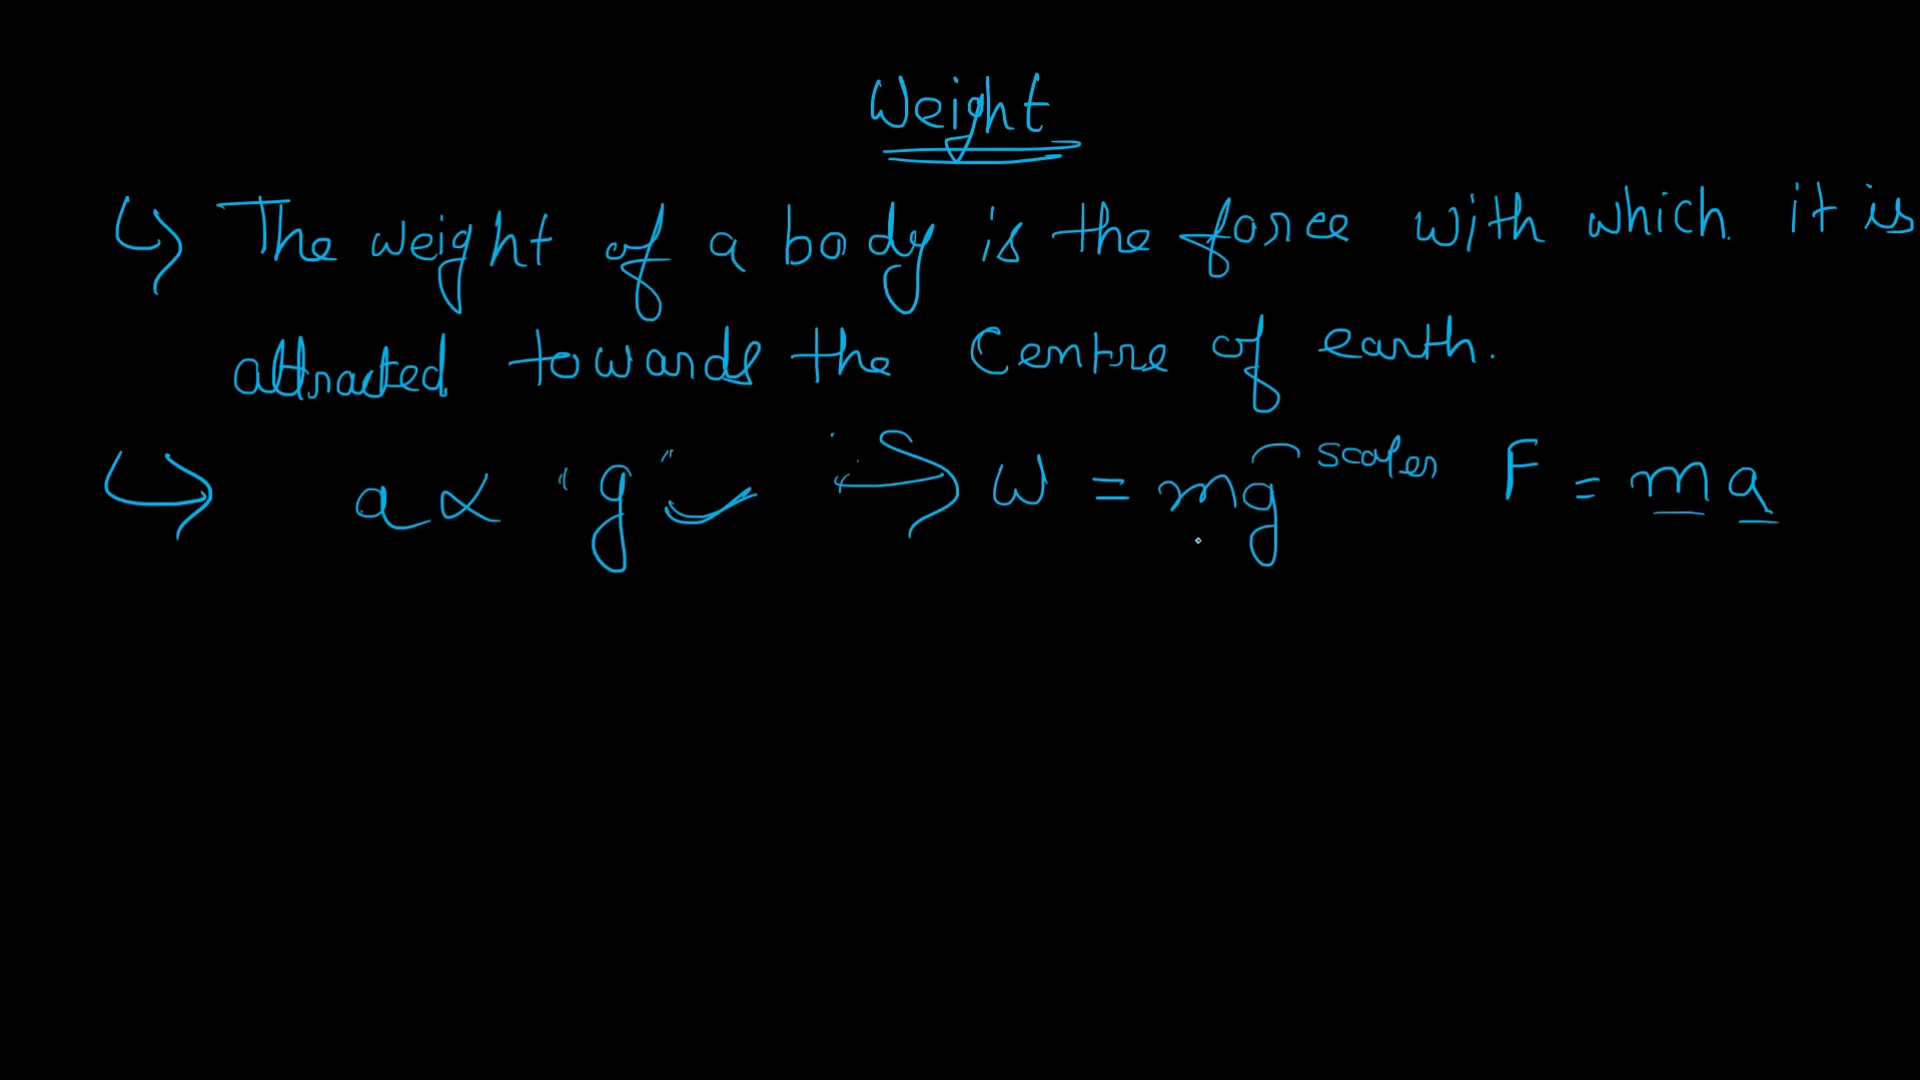 Weight
↪ The weight of a body is the force with which it is
attracted towards the Centre of earth.
↪ a ∝ "g" ✓ ↪ W = mg scaler F = ma